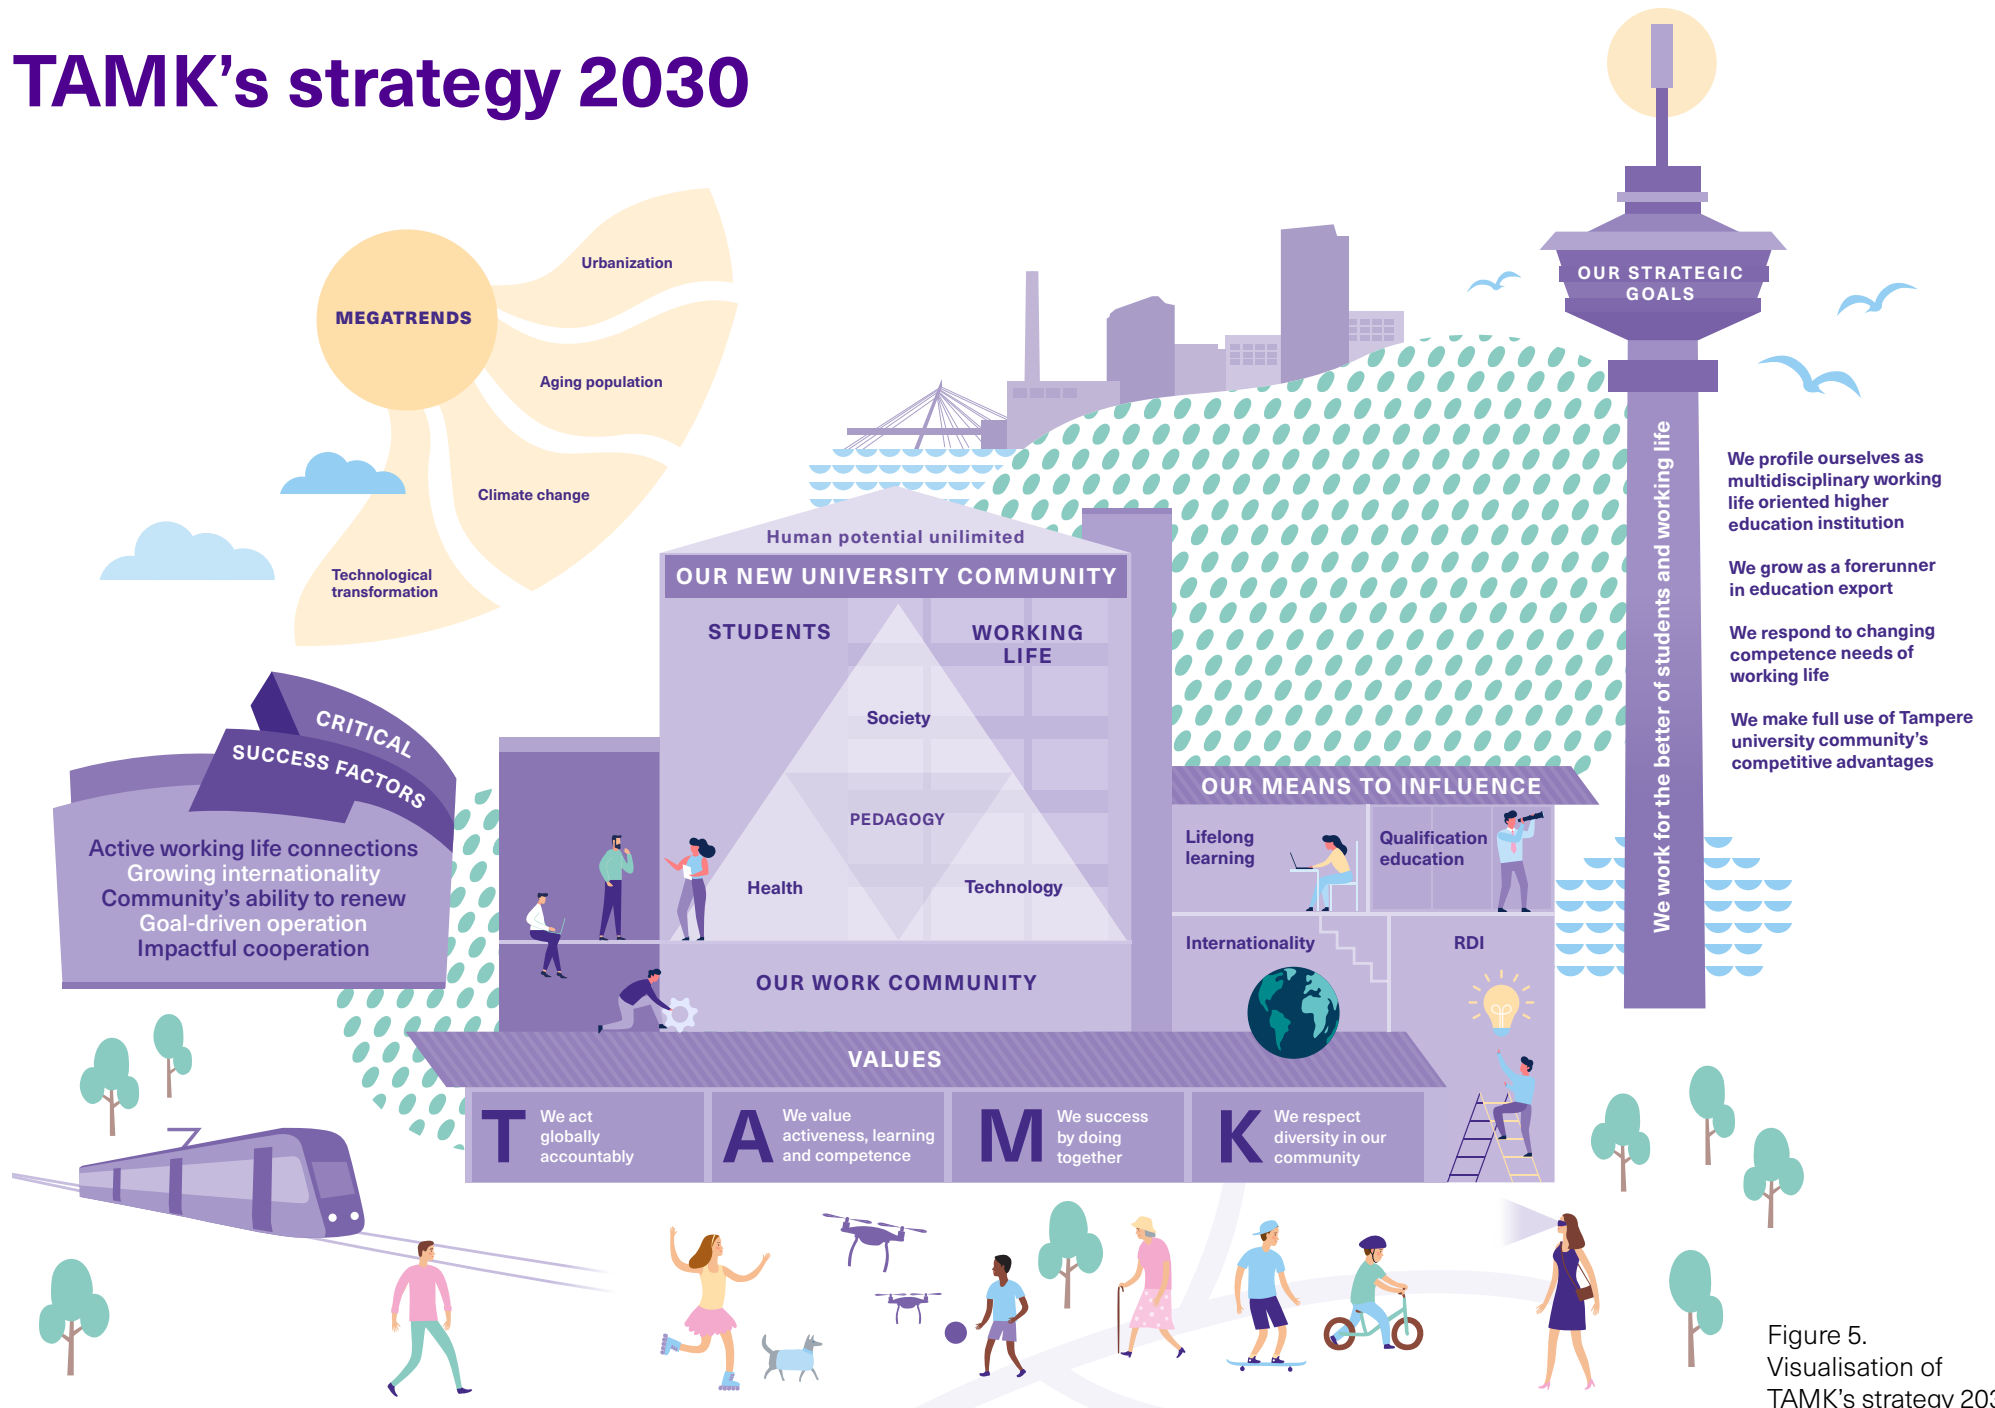 TAMK's strategy 2030
MEGATRENDS
Urbanization
Aging population
Climate change
Technological
transformation
OUR STRATEGIC
GOALS
We work for the better of students and working life
We profile ourselves as
multidisciplinary working
life oriented higher
education institution
We grow as a forerunner
in education export
We respond to changing
competence needs of
working life
We make full use of Tampere
university community's
competitive advantages
CRITICAL
SUCCESS FACTORS
Active working life connections
Growing internationality
Community's ability to renew
Goal-driven operation
Impactful cooperation
Human potential unilimited
OUR NEW UNIVERSITY COMMUNITY
STUDENTS
WORKING
LIFE
Society
PEDAGOGY
Health
Technology
OUR WORK COMMUNITY
OUR MEANS TO INFLUENCE
Lifelong
learning
Qualification
education
Internationality
RDI
VALUES
T
We act
globally
accountably
A
We value
activeness, learning
and competence
M
We success
by doing
together
K
We respect
diversity in our
community
Figure 5.
Visualisation of
TAMK's strategy 203